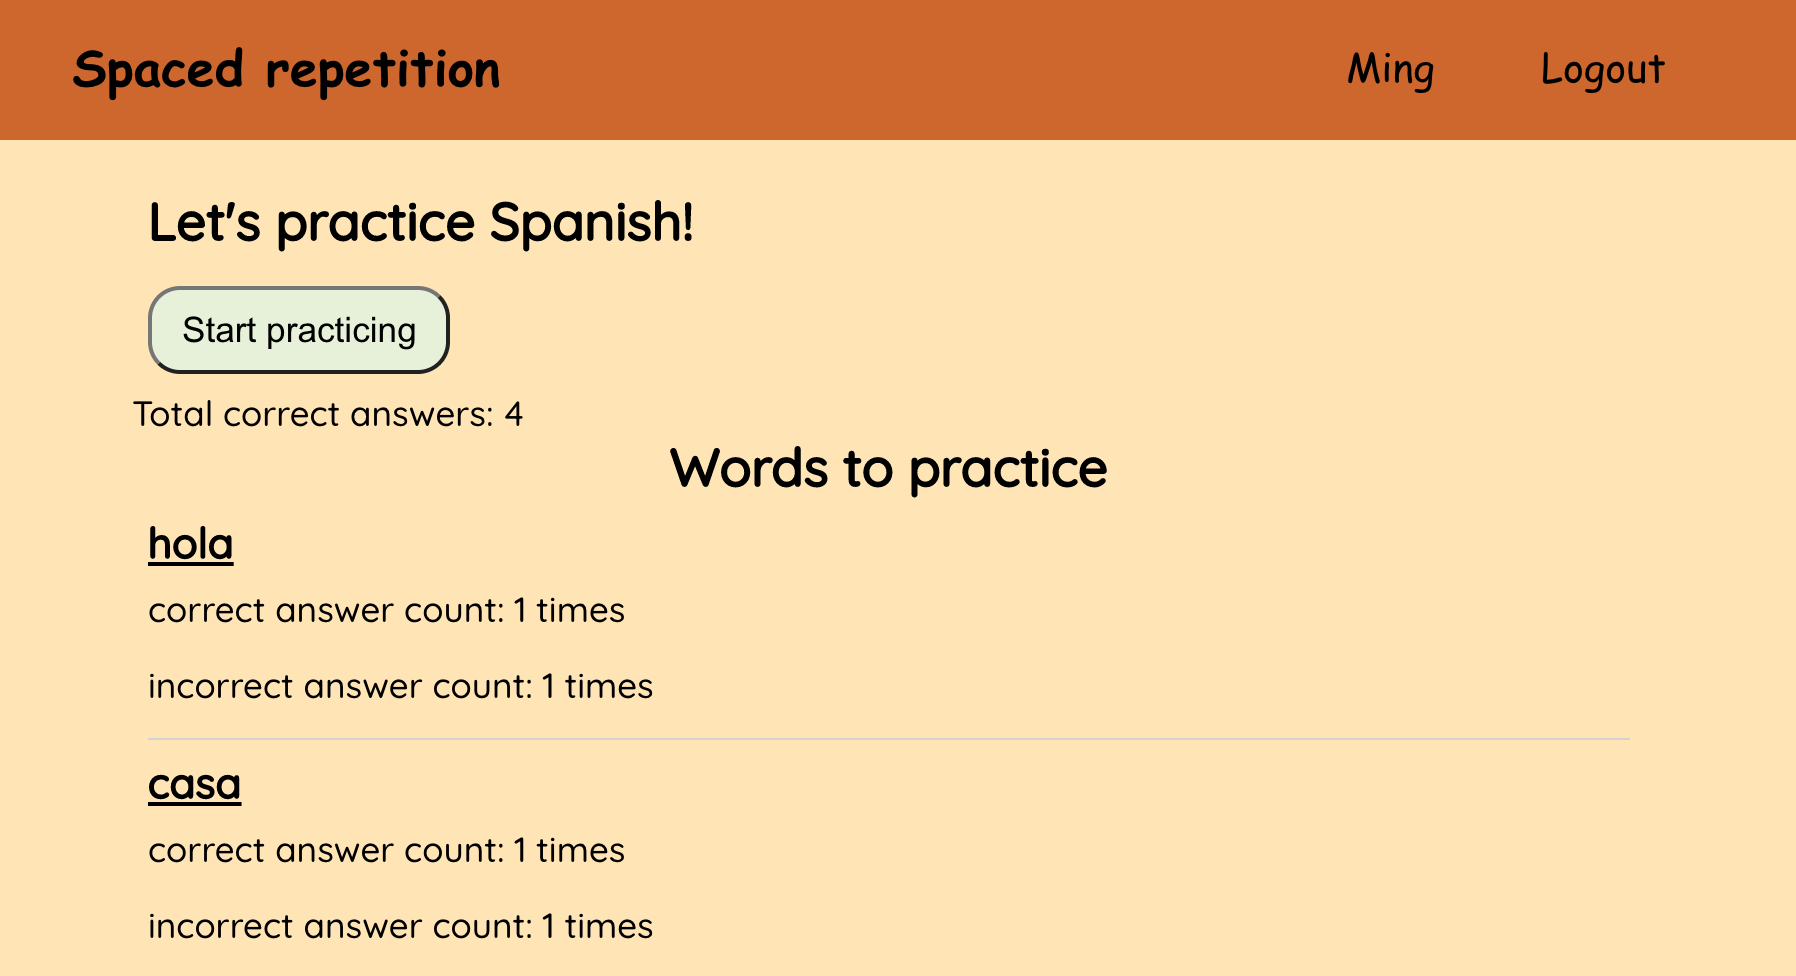 Spaced repetition Ming Logout
Let's practice Spanish!
Start practicing
Total correct answers: 4
Words to practice
hola
correct answer count: 1 times
incorrect answer count: 1 times
casa
correct answer count: 1 times
incorrect answer count: 1 times